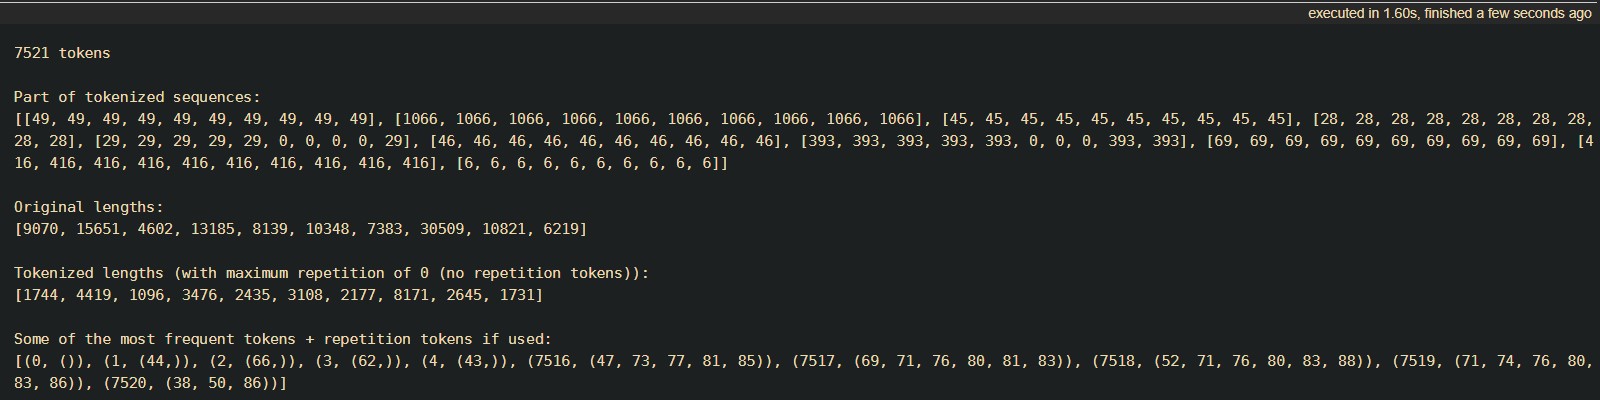 executed in 1.60s, finished a few seconds ago
7521 tokens
Part of tokenized sequences:
[[49, 49, 49, 49, 49, 49, 49, 49, 49, 49], [1066, 1066, 1066, 1066, 1066, 1066, 1066, 1066, 1066, 1066], [45, 45, 45, 45, 45, 45, 45, 45, 45, 45], [28, 28, 28, 28, 28, 28, 28, 28,
28, 28], [29, 29, 29, 29, 29, 0, 0, 0, 0, 29], [46, 46, 46, 46, 46, 46, 46, 46, 46, 46], [393, 393, 393, 393, 393, 0, 0, 0, 393, 393], [69, 69, 69, 69, 69, 69, 69, 69, 69, 69], [4
16, 416, 416, 416, 416, 416, 416, 416, 416, 416], [6, 6, 6, 6, 6, 6, 6, 6, 6, 6]]
Original lengths:
[9070, 15651, 4602, 13185, 8139, 10348, 7383, 30509, 10821, 6219]
Tokenized lengths (with maximum repetition of 0 (no repetition tokens)):
[1744, 4419, 1096, 3476, 2435, 3108, 2177, 8171, 2645, 1731]
Some of the most frequent tokens + repetition tokens if used:
[(0, ()), (1, (44,)), (2, (66,)), (3, (62,)), (4, (43,)), (7516, (47, 73, 77, 81, 85)), (7517, (69, 71, 76, 80, 81, 83)), (7518, (52, 71, 76, 80, 83, 88)), (7519, (71, 74, 76, 80,
83, 86)), (7520, (38, 50, 86))]